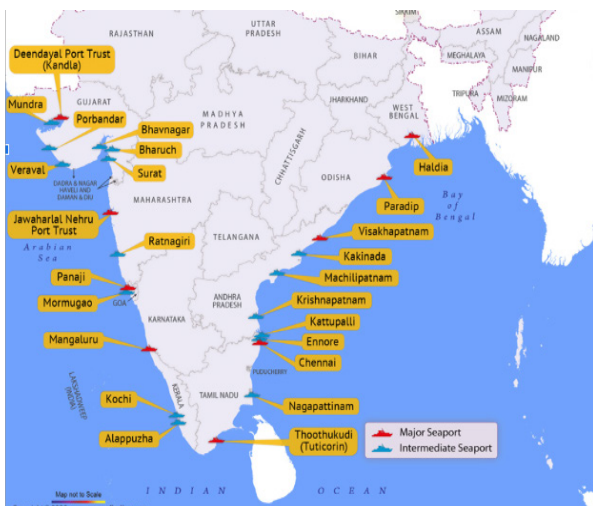 SIKKIM
UTTAR
PRADESH
RAJASTHAN
ASSAM
NAGALAND
MEGHALAYA
BIHAR
MANIPUR
Deendayal Port Trust
(Kandla)
Mundra
GUJARAT
Porbandar
MADHYA
PRADESH
JHARKHAND
WEST
BENGAL
TRIPURA
MIZORAM
Bhavnagar
Bharuch
Veraval
Surat
CHHATTISGARH
Haldia
DADRA & NAGAR
HAVELI AND
DAMAN & DIU
ODISHA
Paradip
Bay
of
Bengal
MAHARASHTRA
Jawaharlal Nehru
Port Trust
Visakhapatnam
Arabian
Sea
Ratnagiri
TELANGANA
Kakinada
Machilipatnam
Panaji
Mormugao
GOA
Krishnapatnam
ANDHRA
PRADESH
KARNATAKA
Kattupalli
Mangaluru
Ennore
Chennai
PUDUCHERRY
LAKSHADWEEP
(INDIA)
Kochi
KERALA
TAMIL NADU
Nagapattinam
Alappuzha
Thoothukudi
(Tuticorin)
Major Seaport
Intermediate Seaport
Map not to Scale
INDIAN OCEAN